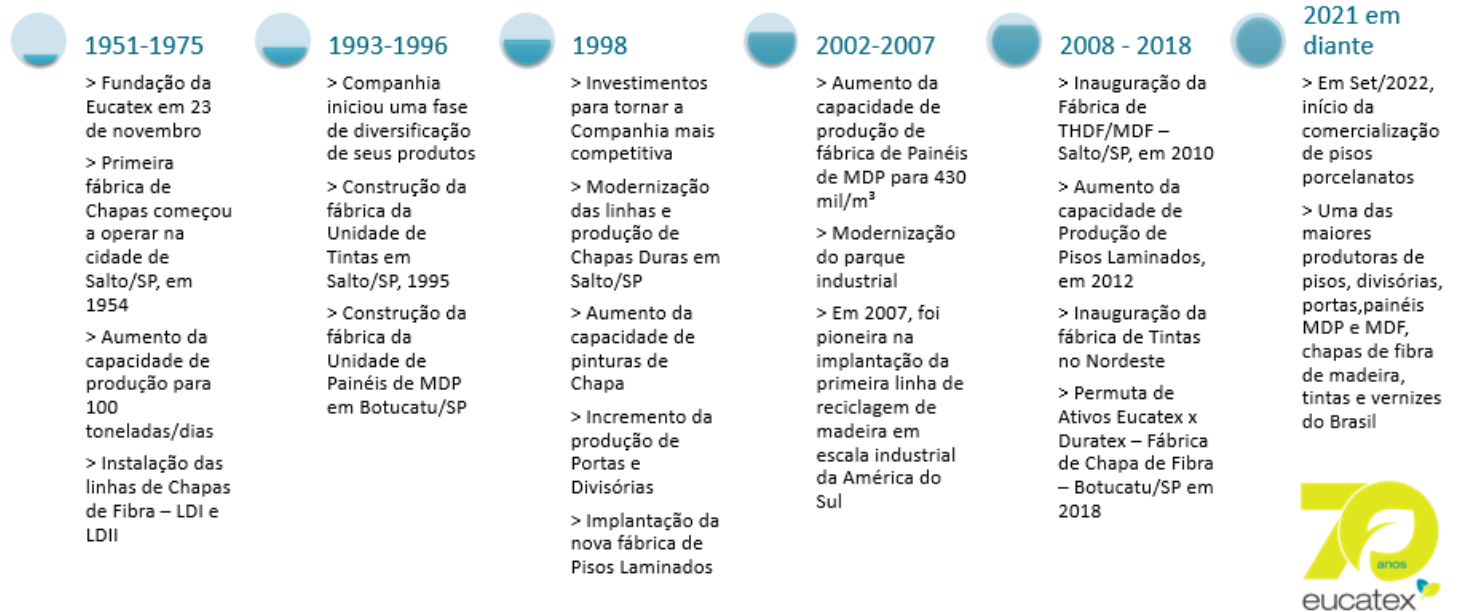 1951-1975
> Fundação da
Eucatex em 23
de novembro
> Primeira
fábrica de
Chapas começou
a operar na
cidade de
Salto/SP, em
1954
> Aumento da
capacidade de
produção para
100
toneladas/dias
> Instalação das
linhas de Chapas
de Fibra – LDI e
LDII
1993-1996
> Companhia
iniciou uma fase
de diversificação
de seus produtos
> Construção da
fábrica da
Unidade de
Tintas em
Salto/SP, 1995
> Construção da
fábrica da
Unidade de
Painéis de MDP
em Botucatu/SP
1998
> Investimentos
para tornar a
Companhia mais
competitiva
> Modernização
das linhas e
produção de
Chapas Duras em
Salto/SP
> Aumento da
capacidade de
pinturas de
Chapa
> Incremento da
produção de
Portas e
Divisórias
> Implantação da
nova fábrica de
Pisos Laminados
2002-2007
> Aumento da
capacidade de
produção de
fábrica de Painéis
de MDP para 430
mil/m³
> Modernização
do parque
industrial
> Em 2007, foi
pioneira na
implantação da
primeira linha de
reciclagem de
madeira em
escala industrial
da América do
Sul
2008 - 2018
> Inauguração da
Fábrica de
THDF/MDF –
Salto/SP, em 2010
> Aumento da
capacidade de
Produção de
Pisos Laminados,
em 2012
> Inauguração da
fábrica de Tintas
no Nordeste
> Permuta de
Ativos Eucatex x
Duratex – Fábrica
de Chapa de Fibra
– Botucatu/SP em
2018
2021 em
diante
> Em Set/2022,
início da
comercialização
de pisos
porcelanatos
> Uma das
maiores
produtoras de
pisos, divisórias,
portas,painéis
MDP e MDF,
chapas de fibra
de madeira,
tintas e vernizes
do Brasil
70
anos
eucatex